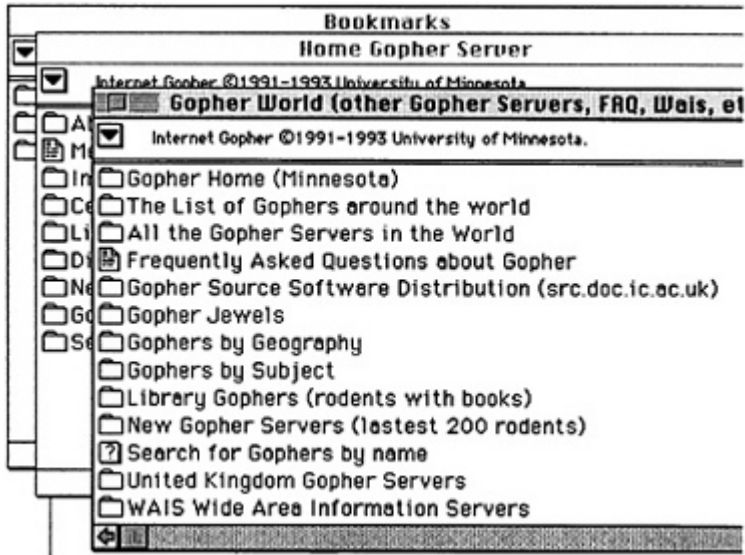 Bookmarks
Home Gopher Server
Internet Gopher ©1991-1993 University of Minnesota
Gopher World (other Gopher Servers, FAQ, Wais, et
Internet Gopher ©1991-1993 University of Minnesota.
Gopher Home (Minnesota)
The List of Gophers around the world
All the Gopher Servers in the World
Frequently Asked Questions about Gopher
Gopher Source Software Distribution (src.doc.ic.ac.uk)
Gopher Jewels
Gophers by Geography
Gophers by Subject
Library Gophers (rodents with books)
New Gopher Servers (lastest 200 rodents)
Search for Gophers by name
United Kingdom Gopher Servers
WAIS Wide Area Information Servers